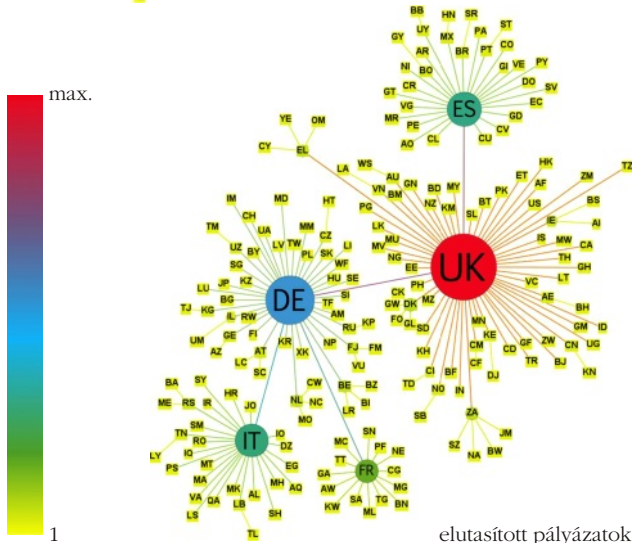 max.
1
elutasított pályázatok
BB HN SR
UY PA ST
GY MX
AR BR PT CO
NI BO GI VE PY
CR DO SV
GT
VG ES EC
MR PE GD
AO CL CU CV
YE OM
CY EL
LA WS
AU
VN GN
BM BD MY
NZ KM
PG SL BT
PK ET HK
AF ZM TZ
US BS
IE AI
LK
MU
MV
NG
EE
IS MW CA
TH GH
LT
UK
IM MD HT
CH
TM UA MM CZ
LV TW
UZ BY PL SK LI
SG WF
HU SE
LU JP KZ SI
BG TF
TJ KG AM
IL RW RU KP
UM GE FI
AZ AT NP FJ FM
LC KR XK VU
SC
DE
CK PH
GW DK MZ
FO GL SD
VC
AE BH
MN GM ID
KE ZW CN UG
CM CD GF
CF TR BJ KN
DJ
KH
CI BF
TD IN
NO
SB
ZA JM
SZ BW
NA
CW
NL NC
MO
BE BZ
BI
LR
BA SY
HR
ME RS IR JO
SM IO
TN RO DZ
LY IQ
PS MT EG
MH
MA AQ
VA MK AL
QA LB
LS SH
TL
IT
SN
MC PF NE
TT
GA FR CG
AW MG
KW SA TG BN
ML